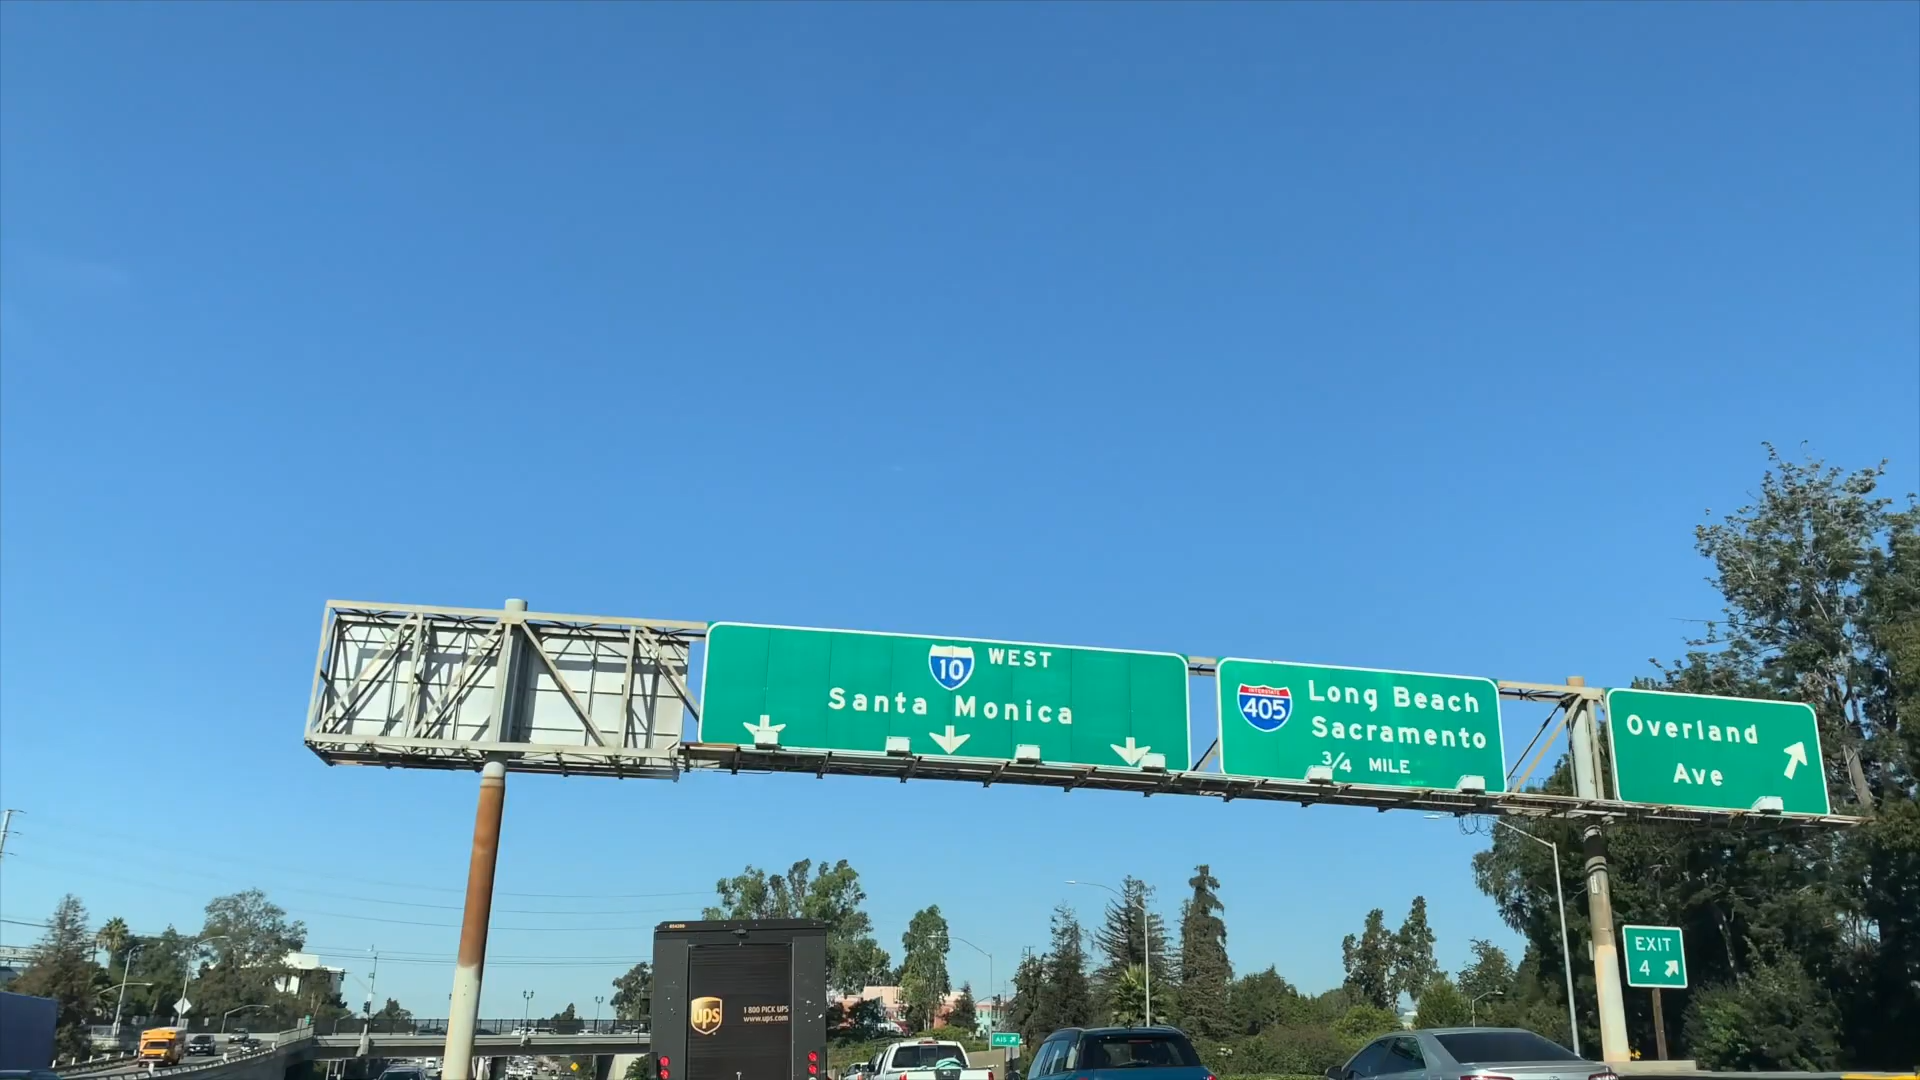 10 WEST
Santa Monica
INTERSTATE
405
Long Beach
Sacramento
3/4 MILE
Overland
Ave
EXIT
4
ups
1 800 PICK UPS
www.ups.com